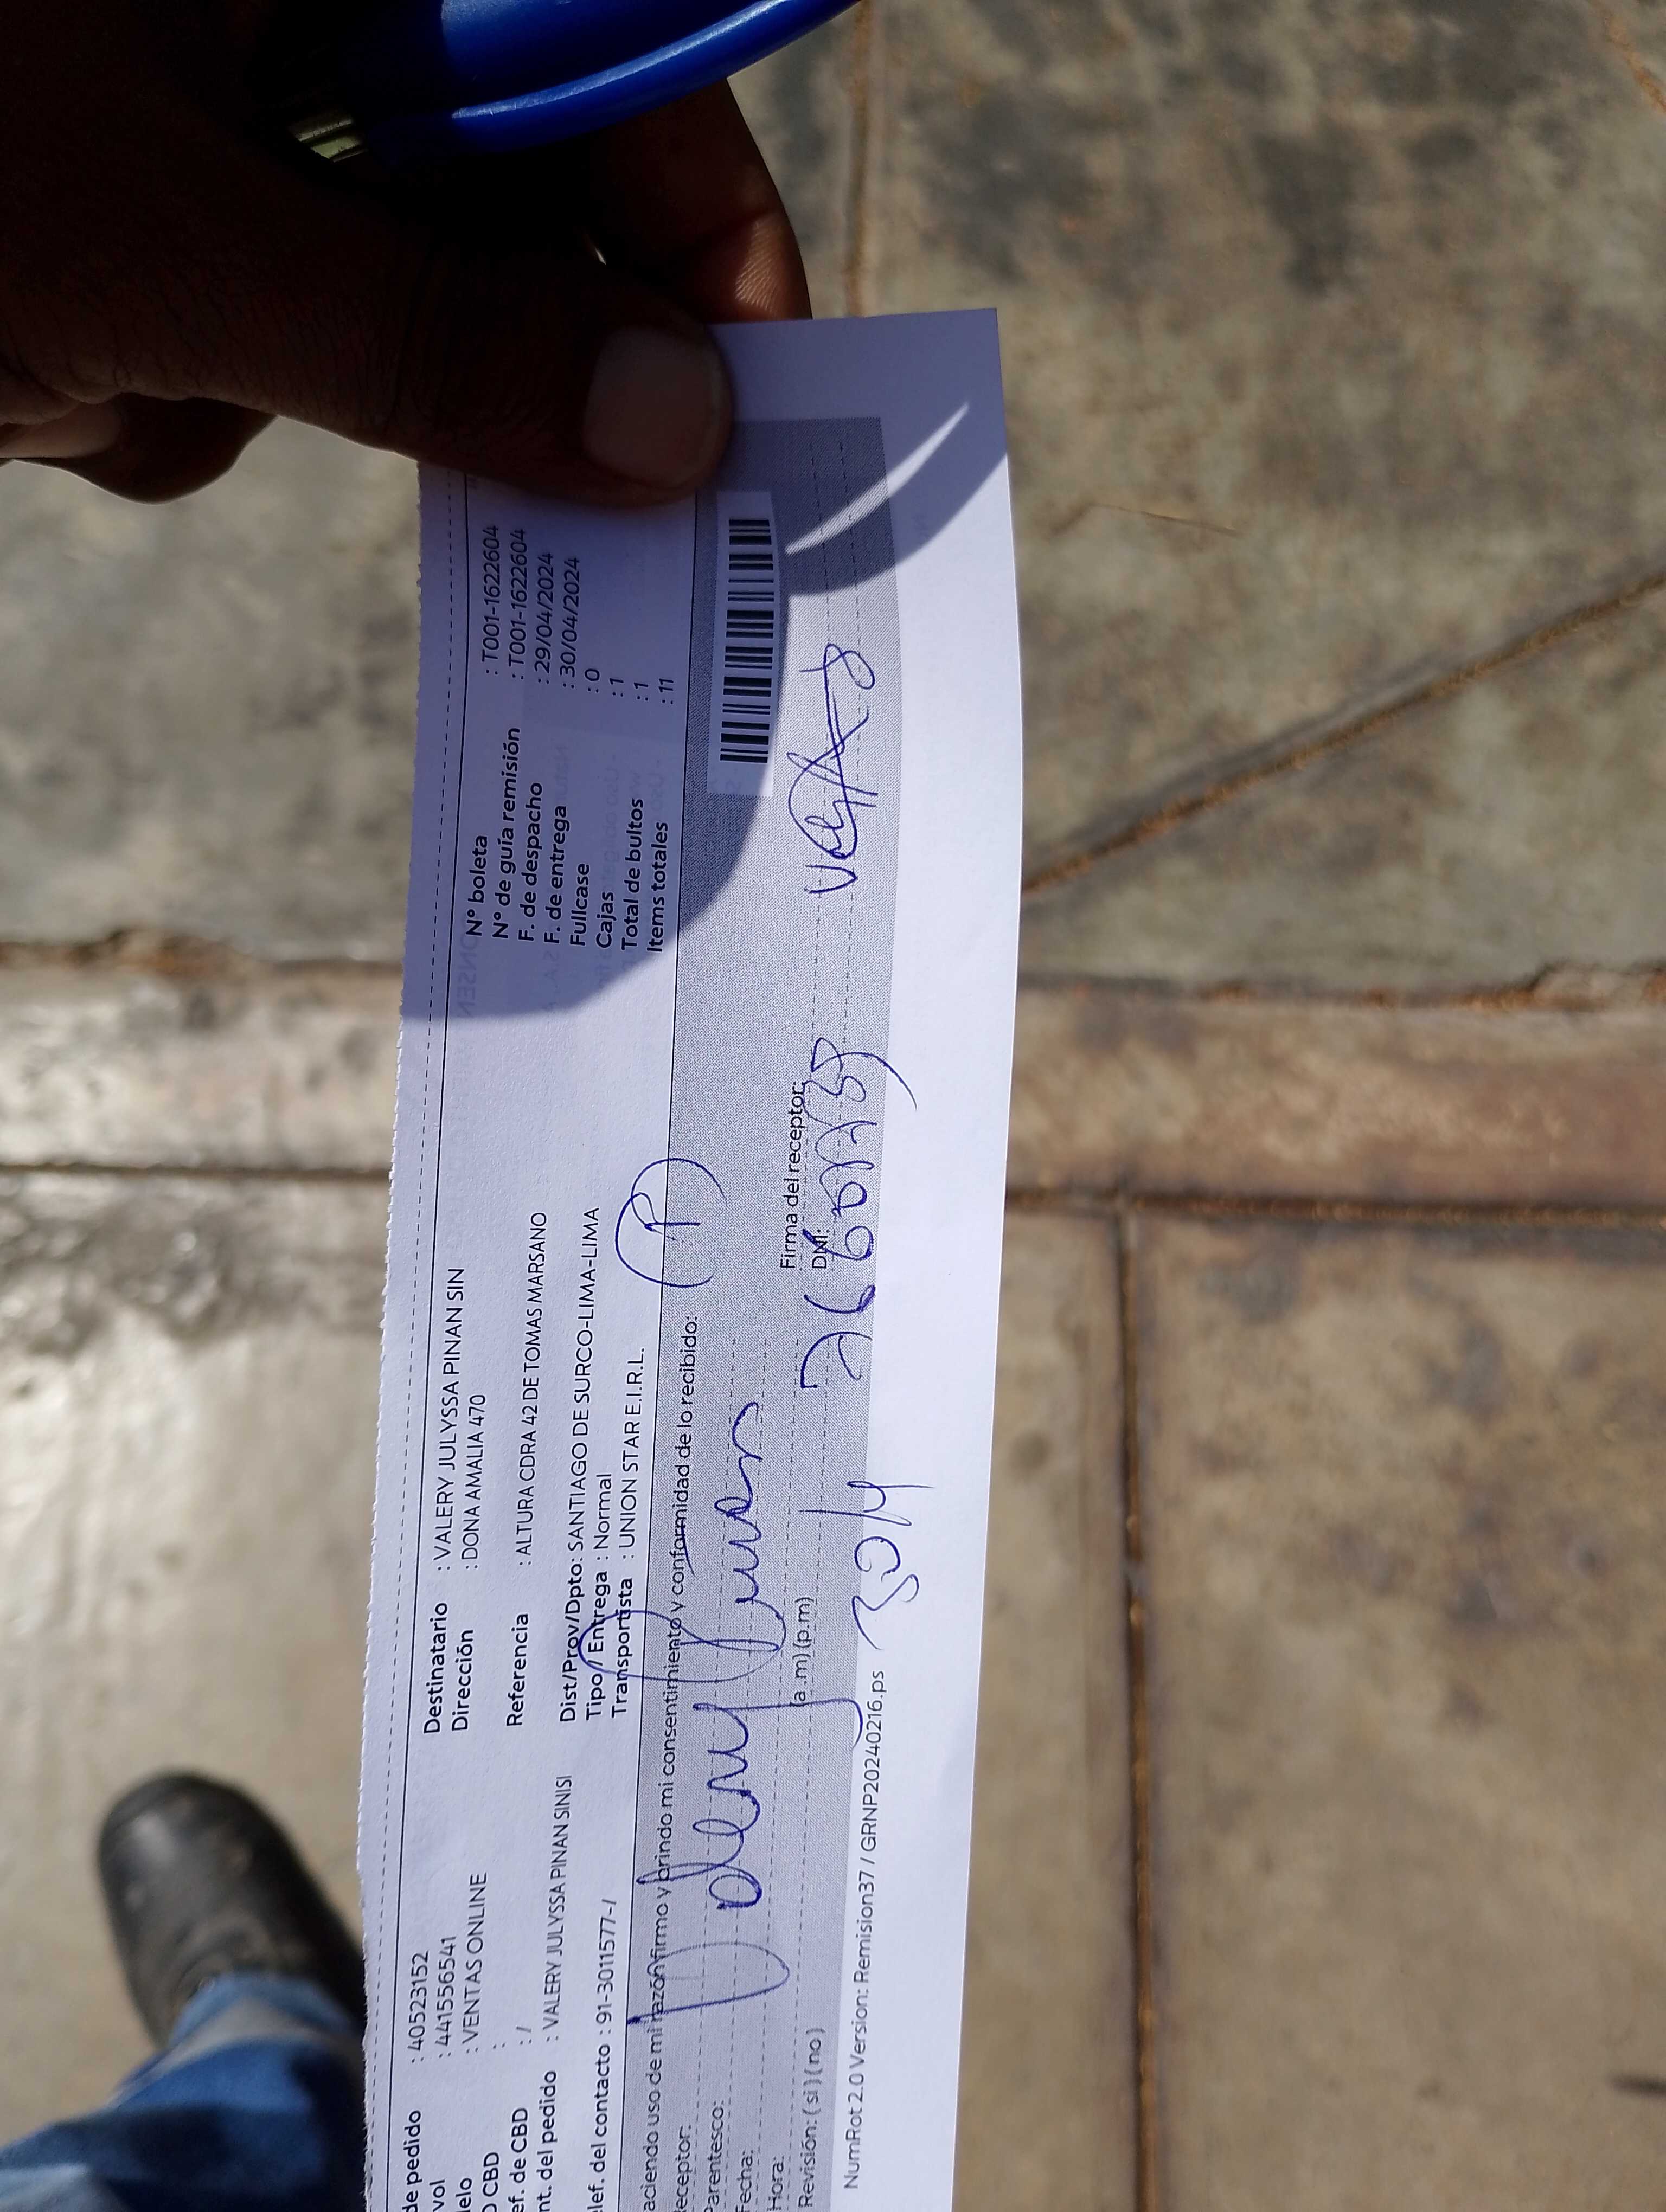 de pedido : 40523152
vol : 441556541
elo : VENTAS ONLINE
O CBD :
ef. de CBD : /
nt. del pedido : VALERY JULYSSA PINAN SINISI
lef. del contacto : 91-3011577-/
Destinatario : VALERY JULYSSA PINAN SIN
Dirección : DONA AMALIA 470
Referencia : ALTURA CDRA 42 DE TOMAS MARSANO
Dist/Prov/Dpto: SANTIAGO DE SURCO-LIMA-LIMA
Tipo / Entrega : Normal
Transportista : UNION STAR E.I.R.L.
N° boleta : T001-1622604
N° de guía remisión : T001-1622604
F. de despacho : 29/04/2024
F. de entrega : 30/04/2024
Fullcase : 0
Cajas : 1
Total de bultos : 1
Items totales : 11
aciendo uso de mi razón firmo y brindo mi consentimiento y conformidad de lo recibido:
P
eceptor:
Parentesco:
Fecha:
Hora: (a.m) (p.m)
Firma del receptor:
DNI:
Revisión: ( si ) ( no )
30/4
NumRot 2.0 Version: Remision37 / GRNP20240216.ps